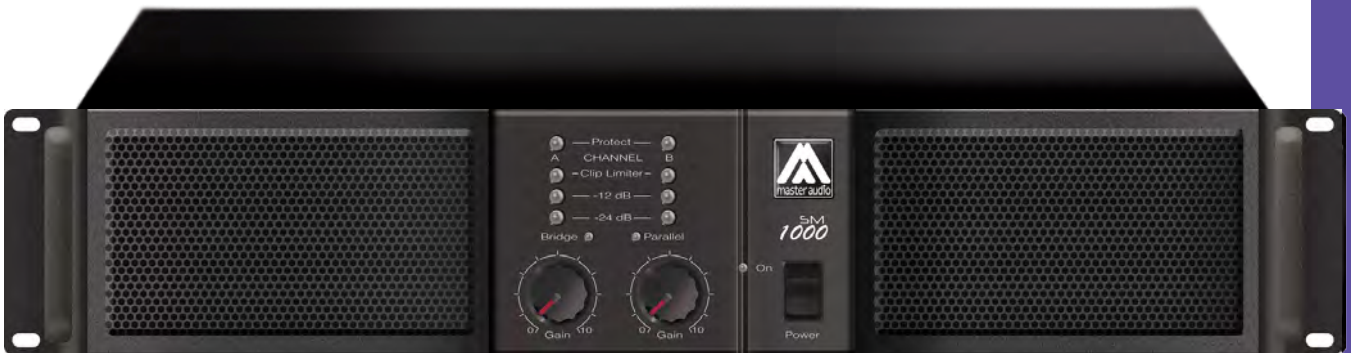 Protect
A CHANNEL B
Clip Limiter
-12 dB
-24 dB
Bridge Parallel
0 Gain 10
0 Gain 10
master audio
SM
1000
On
Power